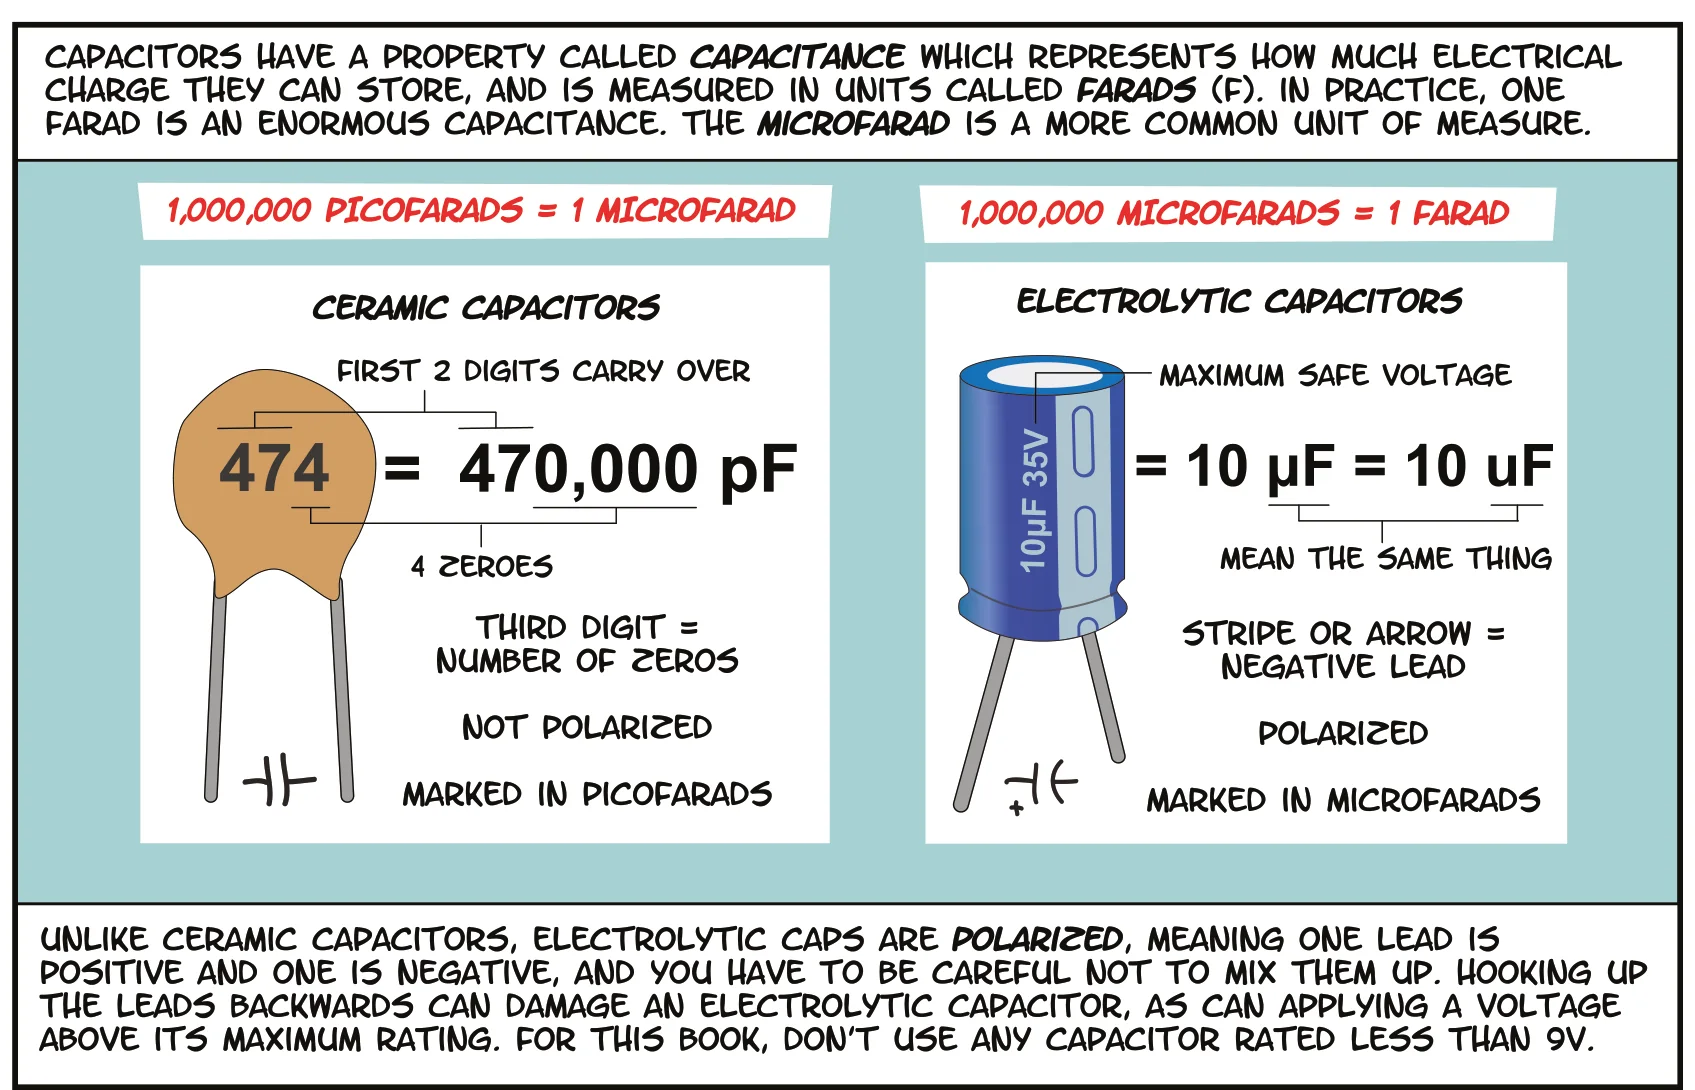 CAPACITORS HAVE A PROPERTY CALLED CAPACITANCE WHICH REPRESENTS HOW MUCH ELECTRICAL
CHARGE THEY CAN STORE, AND IS MEASURED IN UNITS CALLED FARADS (F). IN PRACTICE, ONE
FARAD IS AN ENORMOUS CAPACITANCE. THE MICROFARAD IS A MORE COMMON UNIT OF MEASURE.
1,000,000 PICOFARADS = 1 MICROFARAD
CERAMIC CAPACITORS
FIRST 2 DIGITS CARRY OVER
474 = 470,000 pF
4 ZEROES
THIRD DIGIT =
NUMBER OF ZEROS
NOT POLARIZED
MARKED IN PICOFARADS
1,000,000 MICROFARADS = 1 FARAD
ELECTROLYTIC CAPACITORS
MAXIMUM SAFE VOLTAGE
10µF 35V
= 10 µF = 10 uF
MEAN THE SAME THING
STRIPE OR ARROW =
NEGATIVE LEAD
POLARIZED
+
MARKED IN MICROFARADS
UNLIKE CERAMIC CAPACITORS, ELECTROLYTIC CAPS ARE POLARIZED, MEANING ONE LEAD IS
POSITIVE AND ONE IS NEGATIVE, AND YOU HAVE TO BE CAREFUL NOT TO MIX THEM UP. HOOKING UP
THE LEADS BACKWARDS CAN DAMAGE AN ELECTROLYTIC CAPACITOR, AS CAN APPLYING A VOLTAGE
ABOVE ITS MAXIMUM RATING. FOR THIS BOOK, DON'T USE ANY CAPACITOR RATED LESS THAN 9V.